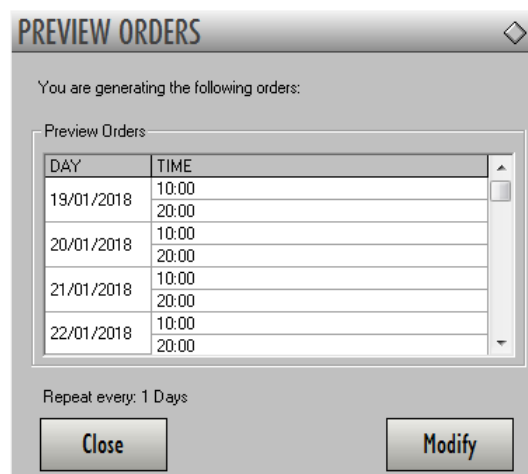 PREVIEW ORDERS
You are generating the following orders:
Preview Orders
DAY TIME
19/01/2018 10:00
20:00
20/01/2018 10:00
20:00
21/01/2018 10:00
20:00
22/01/2018 10:00
20:00
Repeat every: 1 Days
Close Modify